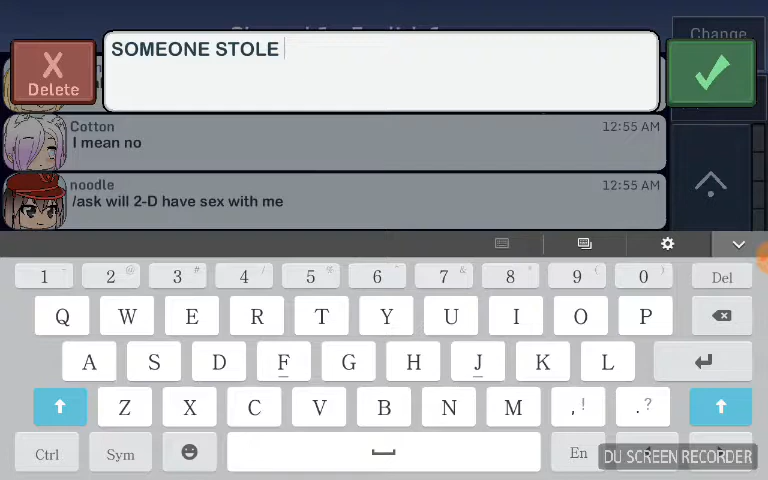 Change
SOMEONE STOLE
X
Delete
Cotton
12:55 AM
I mean no
noodle
12:55 AM
/ask will 2-D have sex with me
1 2 @ 3 # 4 / 5 % 6 ^ 7 & 8 * 9 ( 0 ) Del
Q W E R T Y U I O P
A S D F G H J K L
Z X C V B N M , ! . ?
Ctrl Sym En
DU SCREEN RECORDER